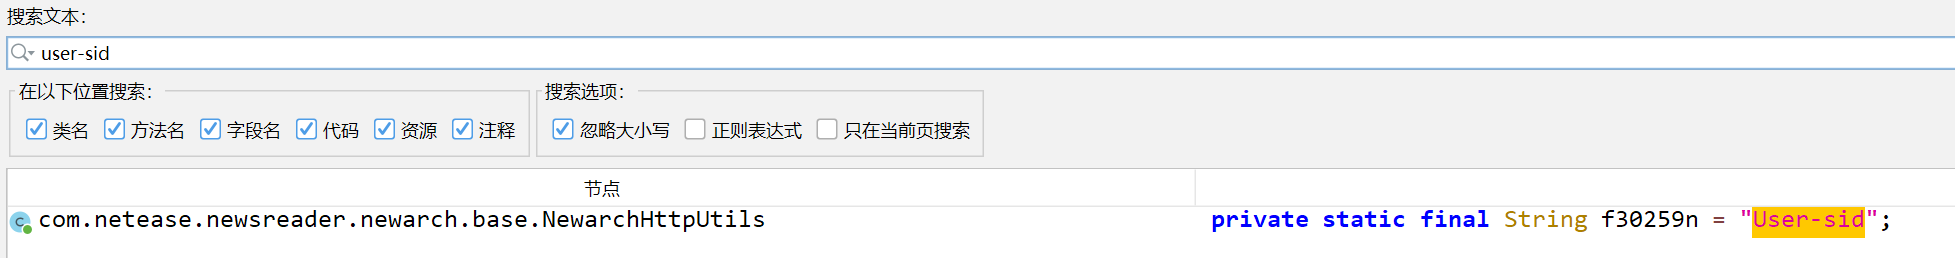 搜索文本：
user-sid
在以下位置搜索： 搜索选项：
类名 方法名 字段名 代码 资源 注释 忽略大小写 正则表达式 只在当前页搜索
节点
com.netease.newsreader.newarch.base.NewarchHttpUtils private static final String f30259n = "User-sid";